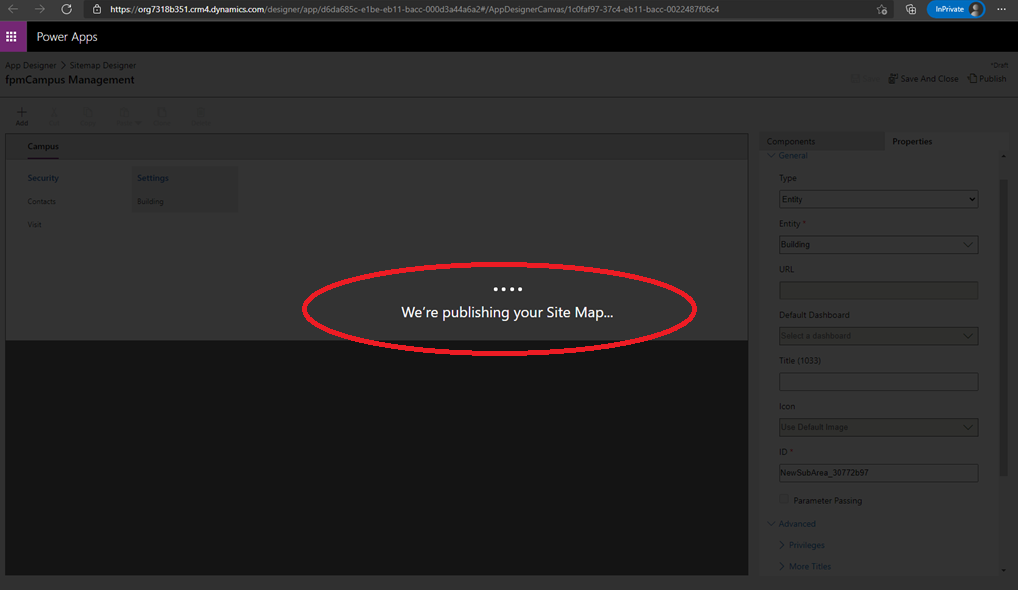 https://org7318b351.crm4.dynamics.com/designer/app/d6da685c-e1be-eb11-bacc-000d3a44a6a2#/AppDesignerCanvas/1c0faf97-37c4-eb11-bacc-0022487f06c4
InPrivate
Power Apps
App Designer > Sitemap Designer
*Draft
fpmCampus Management
Save And Close
Publish
Add
Campus
Security
Settings
Contacts
Building
Visit
We're publishing your Site Map...
Components
Properties
General
Type
Entity
Entity *
Building
URL
Default Dashboard
Select a dashboard
Title (1033)
Icon
Use Default Image
ID *
NewSubArea_30772b97
Parameter Passing
Advanced
Privileges
More Titles